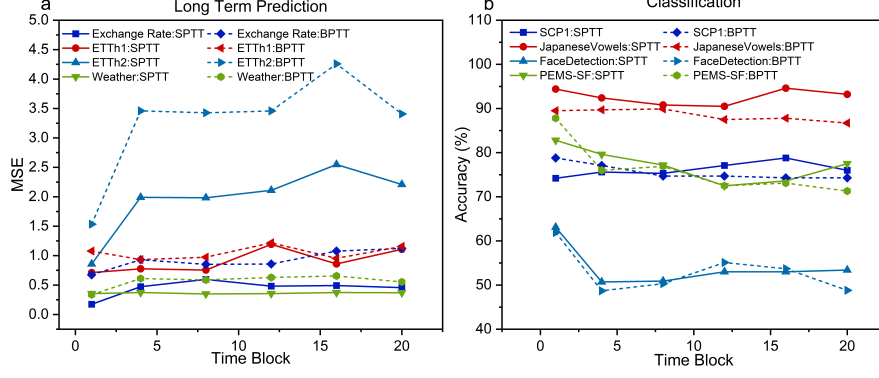 a
Long Term Prediction
5.0
4.5
4.0
3.5
3.0
2.5
2.0
1.5
1.0
0.5
0.0
MSE
Exchange Rate:SPTT
Exchange Rate:BPTT
ETTh1:SPTT
ETTh1:BPTT
ETTh2:SPTT
ETTh2:BPTT
Weather:SPTT
Weather:BPTT
0 5 10 15 20
Time Block
b
Classification
110
100
90
80
70
60
50
40
Accuracy (%)
SCP1:SPTT
SCP1:BPTT
JapaneseVowels:SPTT
JapaneseVowels:BPTT
FaceDetection:SPTT
FaceDetection:BPTT
PEMS-SF:SPTT
PEMS-SF:BPTT
0 5 10 15 20
Time Block